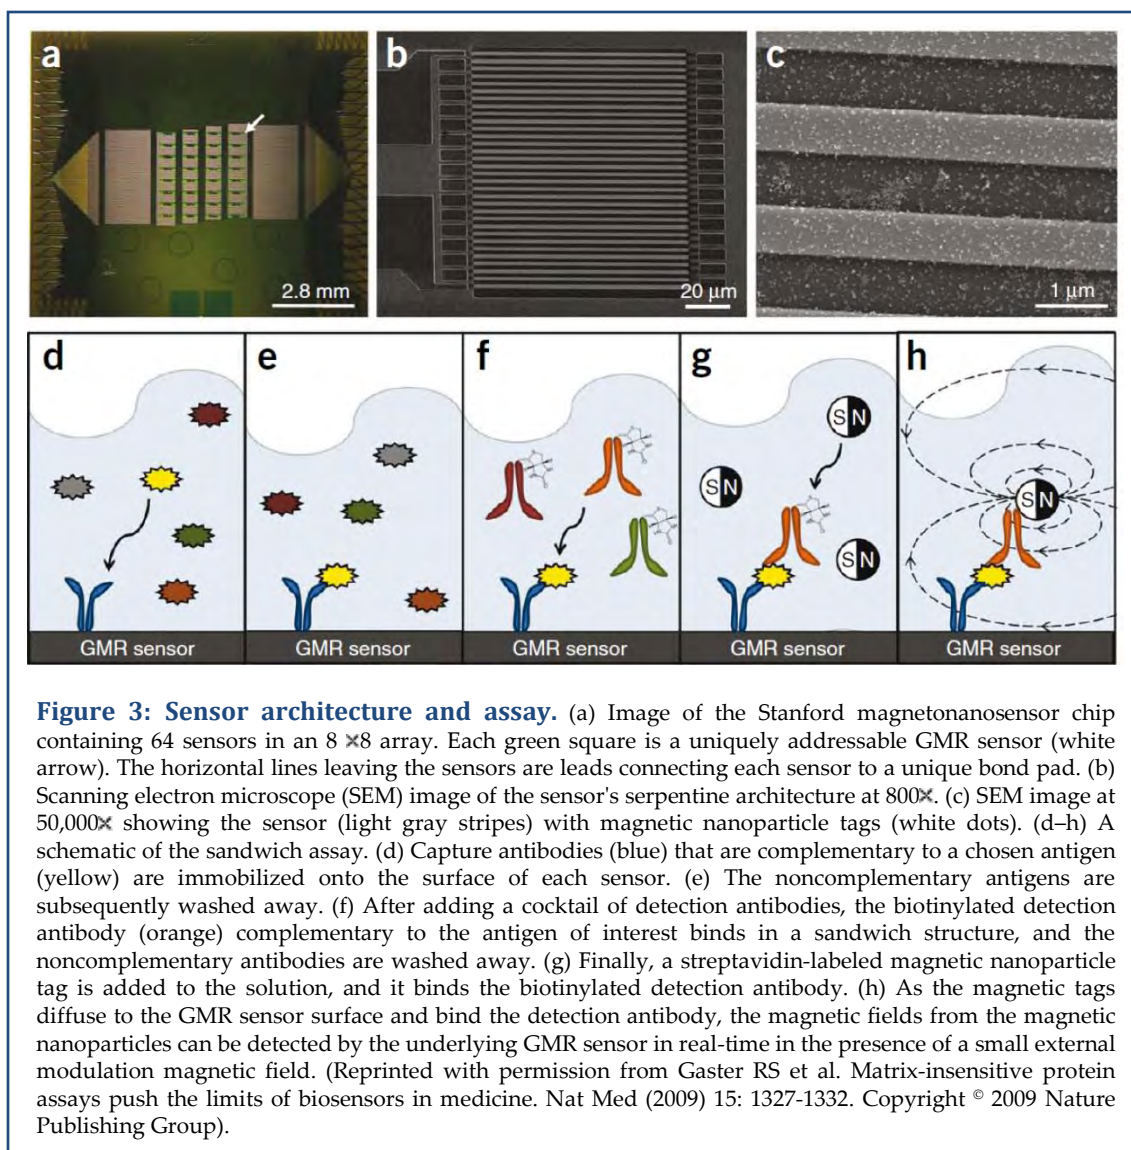 a
b
c
2.8 mm
20 μm
1 μm
d
e
f
g
h
S N
S N
S N
S N
GMR sensor
GMR sensor
GMR sensor
GMR sensor
GMR sensor
Figure 3: Sensor architecture and assay. (a) Image of the Stanford magnetonanosensor chip
containing 64 sensors in an 8 ×8 array. Each green square is a uniquely addressable GMR sensor (white
arrow). The horizontal lines leaving the sensors are leads connecting each sensor to a unique bond pad. (b)
Scanning electron microscope (SEM) image of the sensor's serpentine architecture at 800×. (c) SEM image at
50,000× showing the sensor (light gray stripes) with magnetic nanoparticle tags (white dots). (d–h) A
schematic of the sandwich assay. (d) Capture antibodies (blue) that are complementary to a chosen antigen
(yellow) are immobilized onto the surface of each sensor. (e) The noncomplementary antigens are
subsequently washed away. (f) After adding a cocktail of detection antibodies, the biotinylated detection
antibody (orange) complementary to the antigen of interest binds in a sandwich structure, and the
noncomplementary antibodies are washed away. (g) Finally, a streptavidin-labeled magnetic nanoparticle
tag is added to the solution, and it binds the biotinylated detection antibody. (h) As the magnetic tags
diffuse to the GMR sensor surface and bind the detection antibody, the magnetic fields from the magnetic
nanoparticles can be detected by the underlying GMR sensor in real-time in the presence of a small external
modulation magnetic field. (Reprinted with permission from Gaster RS et al. Matrix-insensitive protein
assays push the limits of biosensors in medicine. Nat Med (2009) 15: 1327-1332. Copyright © 2009 Nature
Publishing Group).